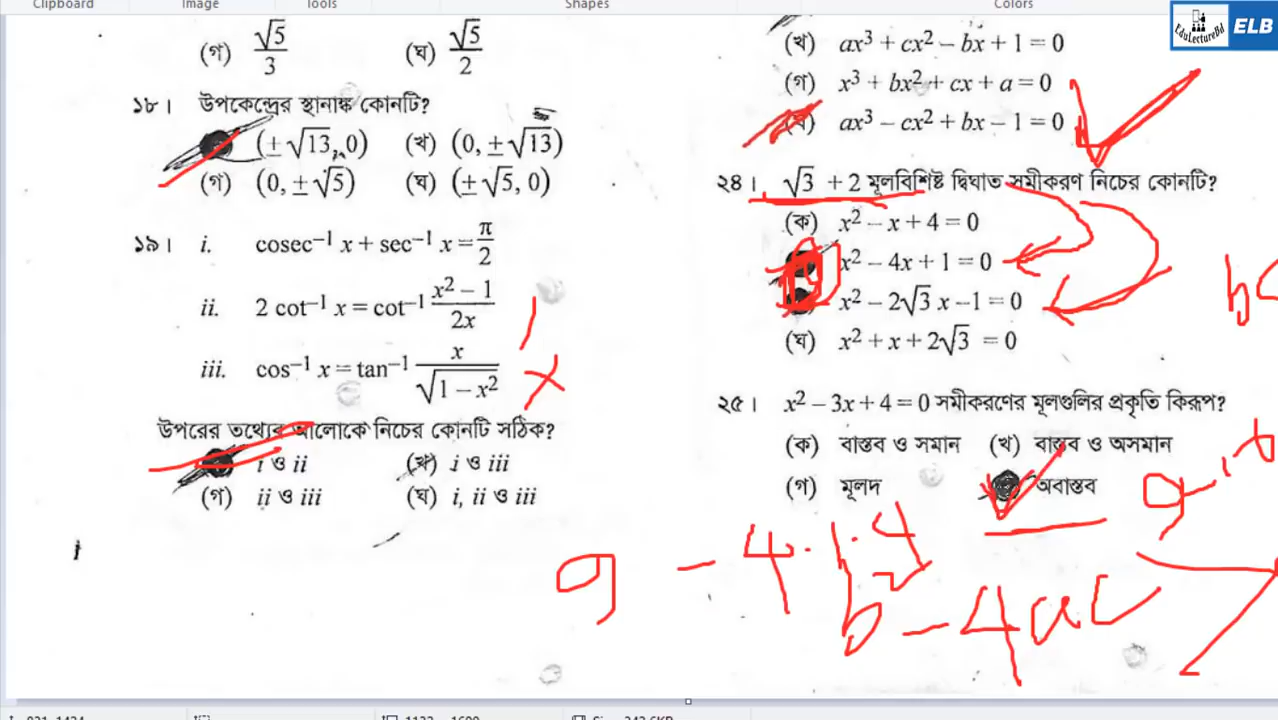 Clipboard Image Tools Shapes Colors
EduLectureBd ELB
(গ) √5/3 (ঘ) √5/2
১৮। উপকেন্দ্রের স্থানাঙ্ক কোনটি?
(±√13, 0) (খ) (0, ±√13)
(গ) (0, ±√5) (ঘ) (±√5, 0)
১৯। i. cosec⁻¹ x + sec⁻¹ x = π/2
ii. 2 cot⁻¹ x = cot⁻¹ (x² − 1)/2x
iii. cos⁻¹ x = tan⁻¹ x/√(1 − x²)
উপরের তথ্যের আলোকে নিচের কোনটি সঠিক?
i ও ii (খ) i ও iii
(গ) ii ও iii (ঘ) i, ii ও iii
(খ) ax³ + cx² − bx + 1 = 0
(গ) x³ + bx² + cx + a = 0
(ঘ) ax³ − cx² + bx − 1 = 0
২৪। √3 + 2 মূলবিশিষ্ট দ্বিঘাত সমীকরণ নিচের কোনটি?
(ক) x² − x + 4 = 0
x² − 4x + 1 = 0
x² − 2√3 x − 1 = 0
(ঘ) x² + x + 2√3 = 0
২৫। x² − 3x + 4 = 0 সমীকরণের মূলগুলির প্রকৃতি কিরূপ?
(ক) বাস্তব ও সমান (খ) বাস্তব ও অসমান
(গ) মূলদ অবাস্তব
9 − 4·1·4
b − 4ac